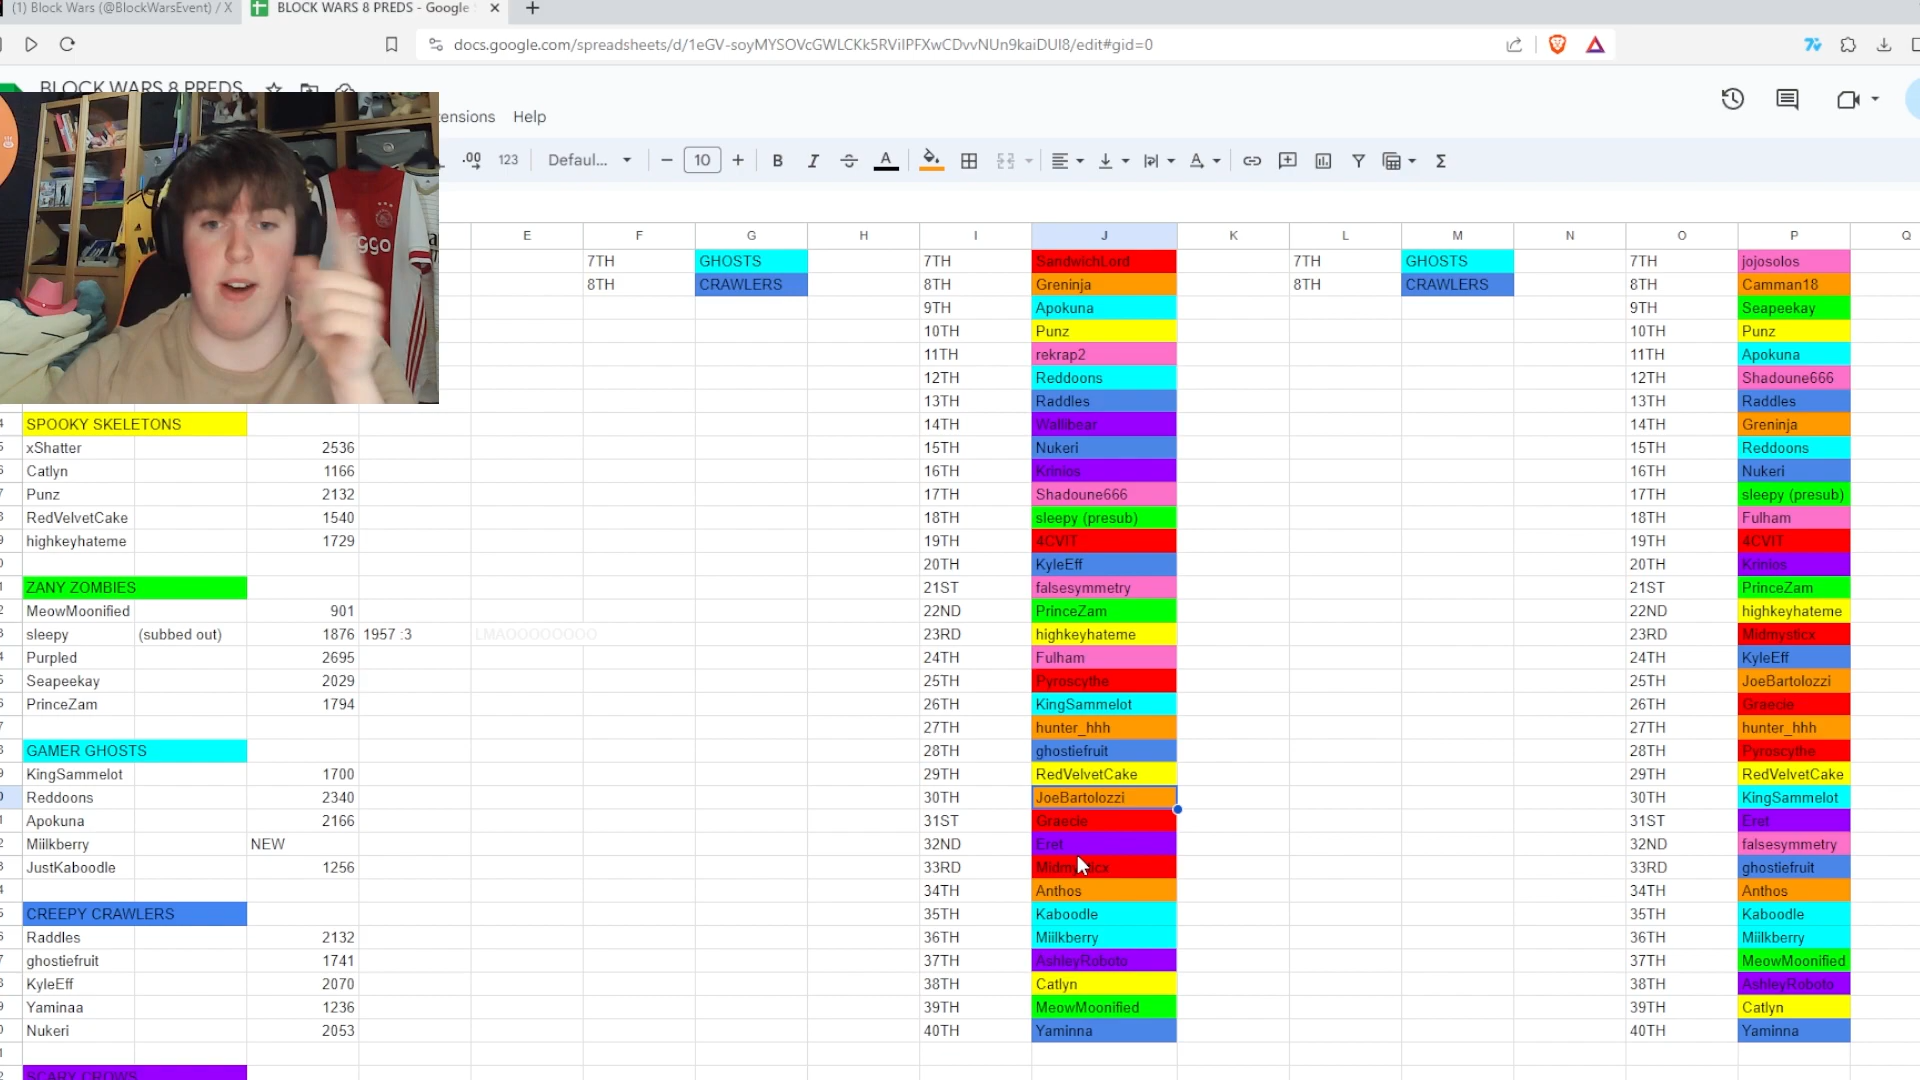 (1) Block Wars (@BlockWarsEvent) / X
BLOCK WARS 8 PREDS - Google
docs.google.com/spreadsheets/d/1eGV-soyMYSOVcGWLCKk5RViIPFXwCDvvNUn9kaiDUI8/edit#gid=0
BLOCK WARS 8 PREDS
ensions Help
.00 123 Defaul... 10
E F G H I J K L M N O P Q
7TH GHOSTS 7TH SandwichLord 7TH GHOSTS 7TH jojosolos
8TH CRAWLERS 8TH Greninja 8TH CRAWLERS 8TH Camman18
9TH Apokuna 9TH Seapeekay
10TH Punz 10TH Punz
11TH rekrap2 11TH Apokuna
12TH Reddoons 12TH Shadoune666
13TH Raddles 13TH Raddles
SPOOKY SKELETONS 14TH Wallibear 14TH Greninja
xShatter 2536 15TH Nukeri 15TH Reddoons
Catlyn 1166 16TH Krinios 16TH Nukeri
Punz 2132 17TH Shadoune666 17TH sleepy (presub)
RedVelvetCake 1540 18TH sleepy (presub) 18TH Fulham
highkeyhateme 1729 19TH 4CVIT 19TH 4CVIT
20TH KyleEff 20TH Krinios
ZANY ZOMBIES 21ST falsesymmetry 21ST PrinceZam
MeowMoonified 901 22ND PrinceZam 22ND highkeyhateme
sleepy (subbed out) 1876 1957 :3 LMAOOOOOOOO 23RD highkeyhateme 23RD Midmysticx
Purpled 2695 24TH Fulham 24TH KyleEff
Seapeekay 2029 25TH Pyroscythe 25TH JoeBartolozzi
PrinceZam 1794 26TH KingSammelot 26TH Graecie
27TH hunter_hhh 27TH hunter_hhh
GAMER GHOSTS 28TH ghostiefruit 28TH Pyroscythe
KingSammelot 1700 29TH RedVelvetCake 29TH RedVelvetCake
Reddoons 2340 30TH JoeBartolozzi 30TH KingSammelot
Apokuna 2166 31ST Graecie 31ST Eret
Miilkberry NEW 32ND Eret 32ND falsesymmetry
JustKaboodle 1256 33RD Midmysticx 33RD ghostiefruit
34TH Anthos 34TH Anthos
CREEPY CRAWLERS 35TH Kaboodle 35TH Kaboodle
Raddles 2132 36TH Miilkberry 36TH Miilkberry
ghostiefruit 1741 37TH AshleyRoboto 37TH MeowMoonified
KyleEff 2070 38TH Catlyn 38TH AshleyRoboto
Yaminaa 1236 39TH MeowMoonified 39TH Catlyn
Nukeri 2053 40TH Yaminna 40TH Yaminna
SCARY CROWS